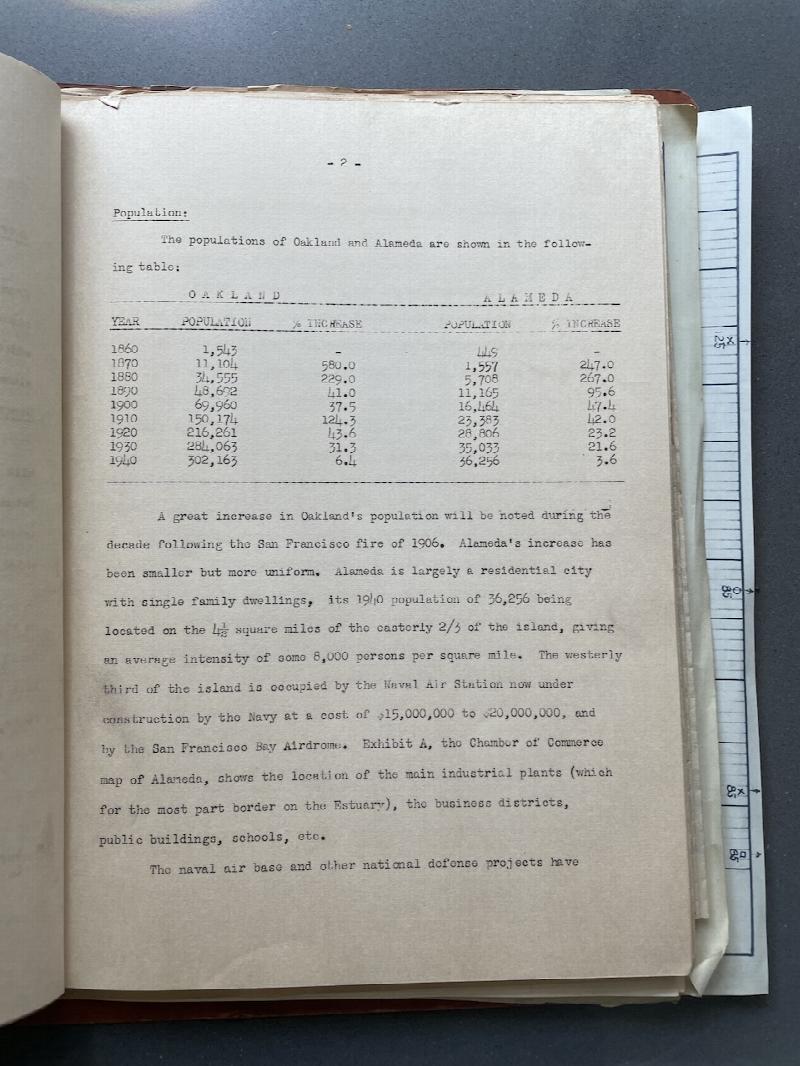 - 2 -
Population:
The populations of Oakland and Alameda are shown in the follow-
ing table:
O A K L A N D A L A M E D A
YEAR POPULATION % INCREASE POPULATION % INCREASE
1860 1,543 - 449 -
1870 11,104 580.0 1,557 247.0
1880 34,555 229.0 5,708 267.0
1890 48,692 41.0 11,165 95.6
1900 69,960 37.5 16,464 47.4
1910 150,174 124.3 23,383 42.0
1920 216,261 43.6 28,806 23.2
1930 284,063 31.3 35,033 21.6
1940 302,163 6.4 36,256 3.6
A great increase in Oakland's population will be noted during the
decade following the San Francisco fire of 1906. Alameda's increase has
been smaller but more uniform. Alameda is largely a residential city
with single family dwellings, its 1940 population of 36,256 being
located on the 4½ square miles of the easterly 2/3 of the island, giving
an average intensity of some 8,000 persons per square mile. The westerly
third of the island is occupied by the Naval Air Station now under
construction by the Navy at a cost of $15,000,000 to $20,000,000, and
by the San Francisco Bay Airdrome. Exhibit A, the Chamber of Commerce
map of Alameda, shows the location of the main industrial plants (which
for the most part border on the Estuary), the business districts,
public buildings, schools, etc.
The naval air base and other national defense projects have